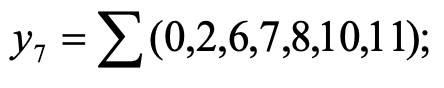 y₇ = ∑(0,2,6,7,8,10,11);